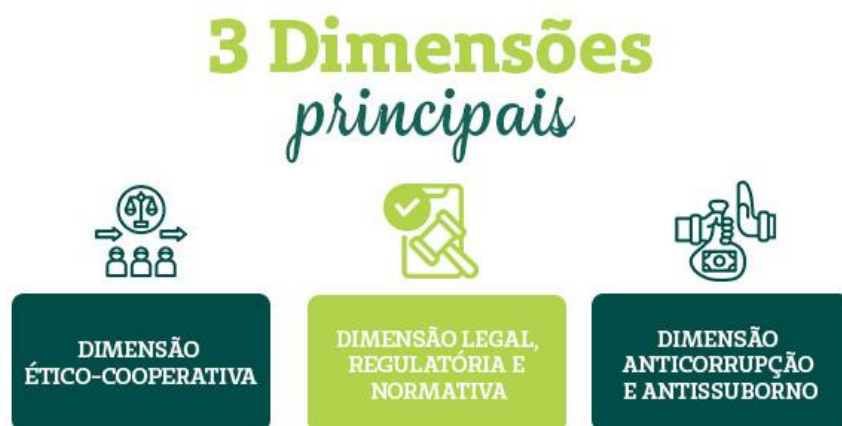 3 Dimensões
principais
DIMENSÃO
ÉTICO-COOPERATIVA
DIMENSÃO LEGAL,
REGULATÓRIA E
NORMATIVA
DIMENSÃO
ANTICORRUPÇÃO
E ANTISSUBORNO